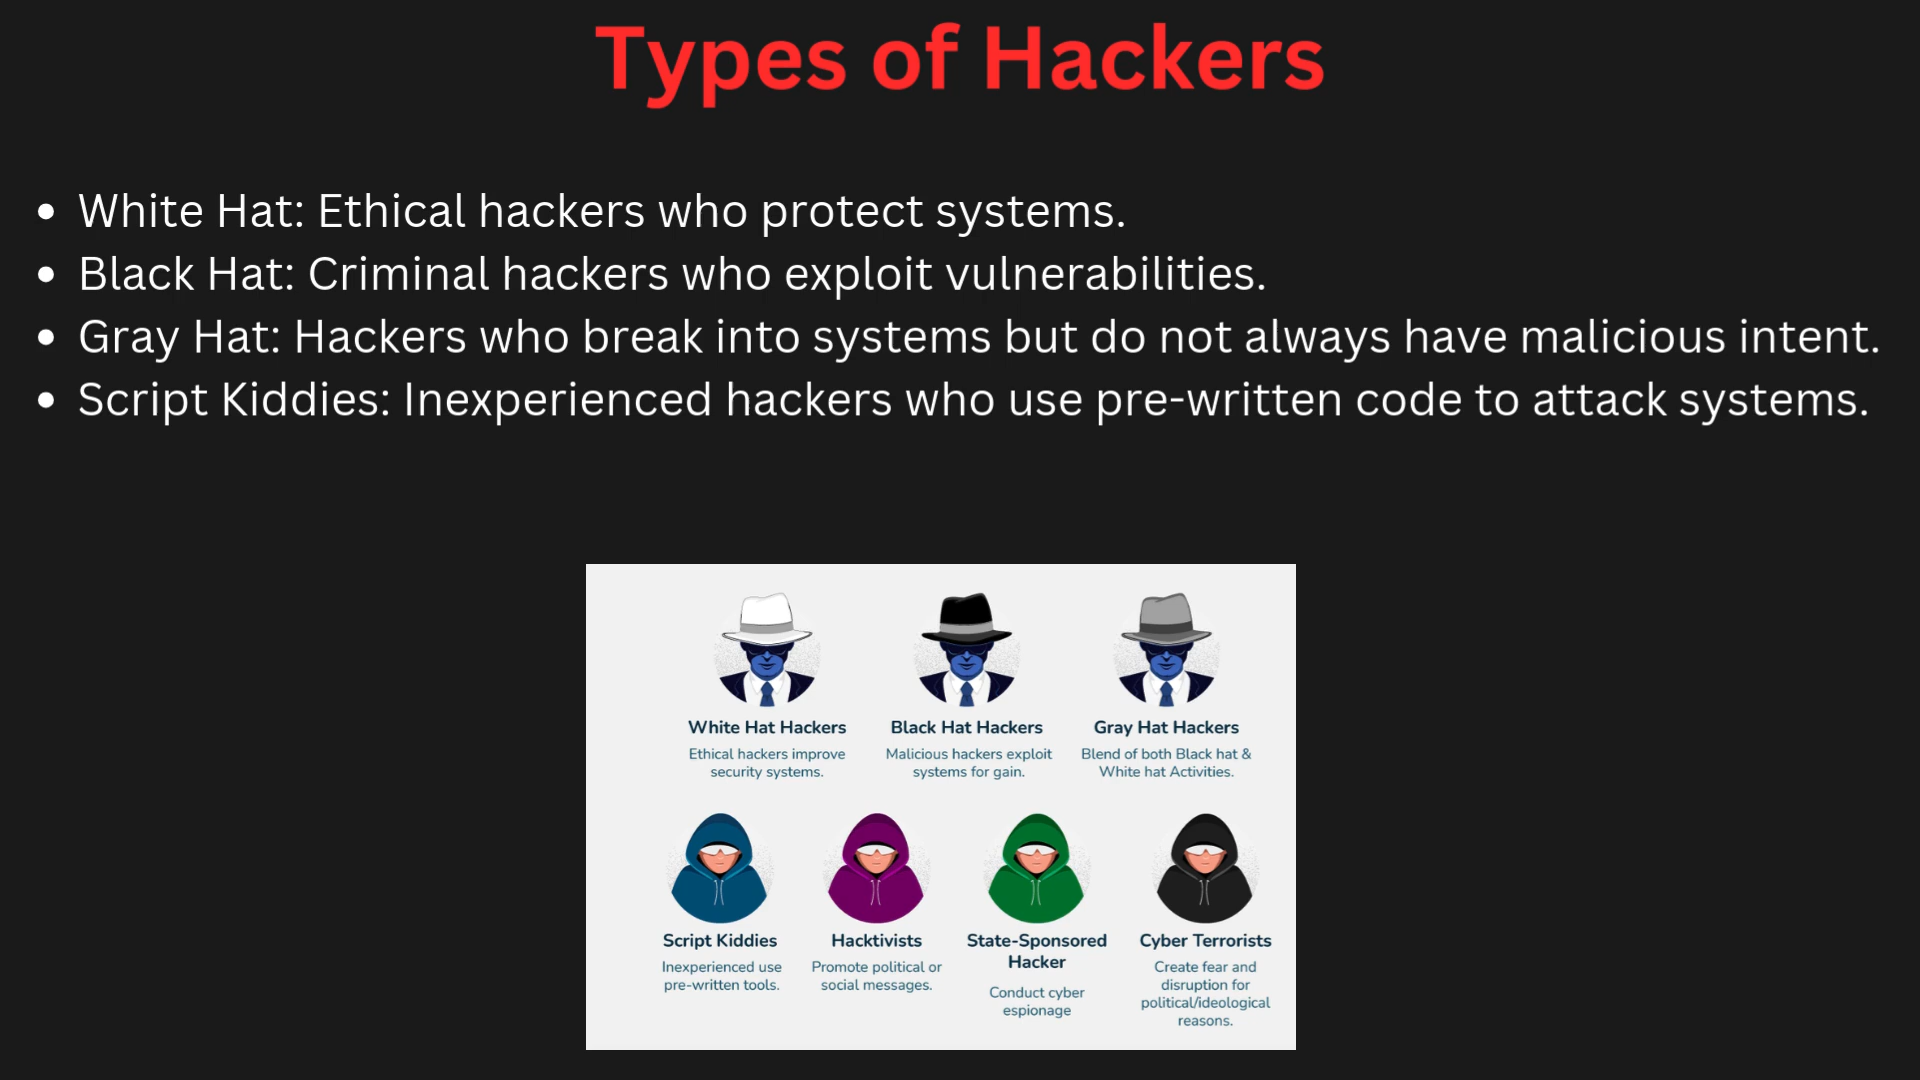 Types of Hackers
• White Hat: Ethical hackers who protect systems.
• Black Hat: Criminal hackers who exploit vulnerabilities.
• Gray Hat: Hackers who break into systems but do not always have malicious intent.
• Script Kiddies: Inexperienced hackers who use pre-written code to attack systems.
White Hat Hackers
Ethical hackers improve
security systems.
Black Hat Hackers
Malicious hackers exploit
systems for gain.
Gray Hat Hackers
Blend of both Black hat &
White hat Activities.
Script Kiddies
Inexperienced use
pre-written tools.
Hacktivists
Promote political or
social messages.
State-Sponsored
Hacker
Conduct cyber
espionage
Cyber Terrorists
Create fear and
disruption for
political/ideological
reasons.